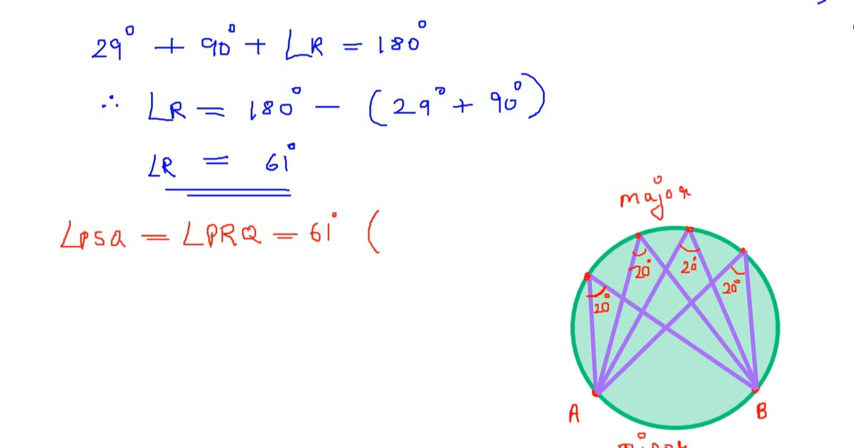 29° + 90° + ∠R = 180°
∴ ∠R = 180° - (29° + 90°)
∠R = 61°
∠PSQ = ∠PRQ = 61° (
major
20° 20° 20°
20°
A B